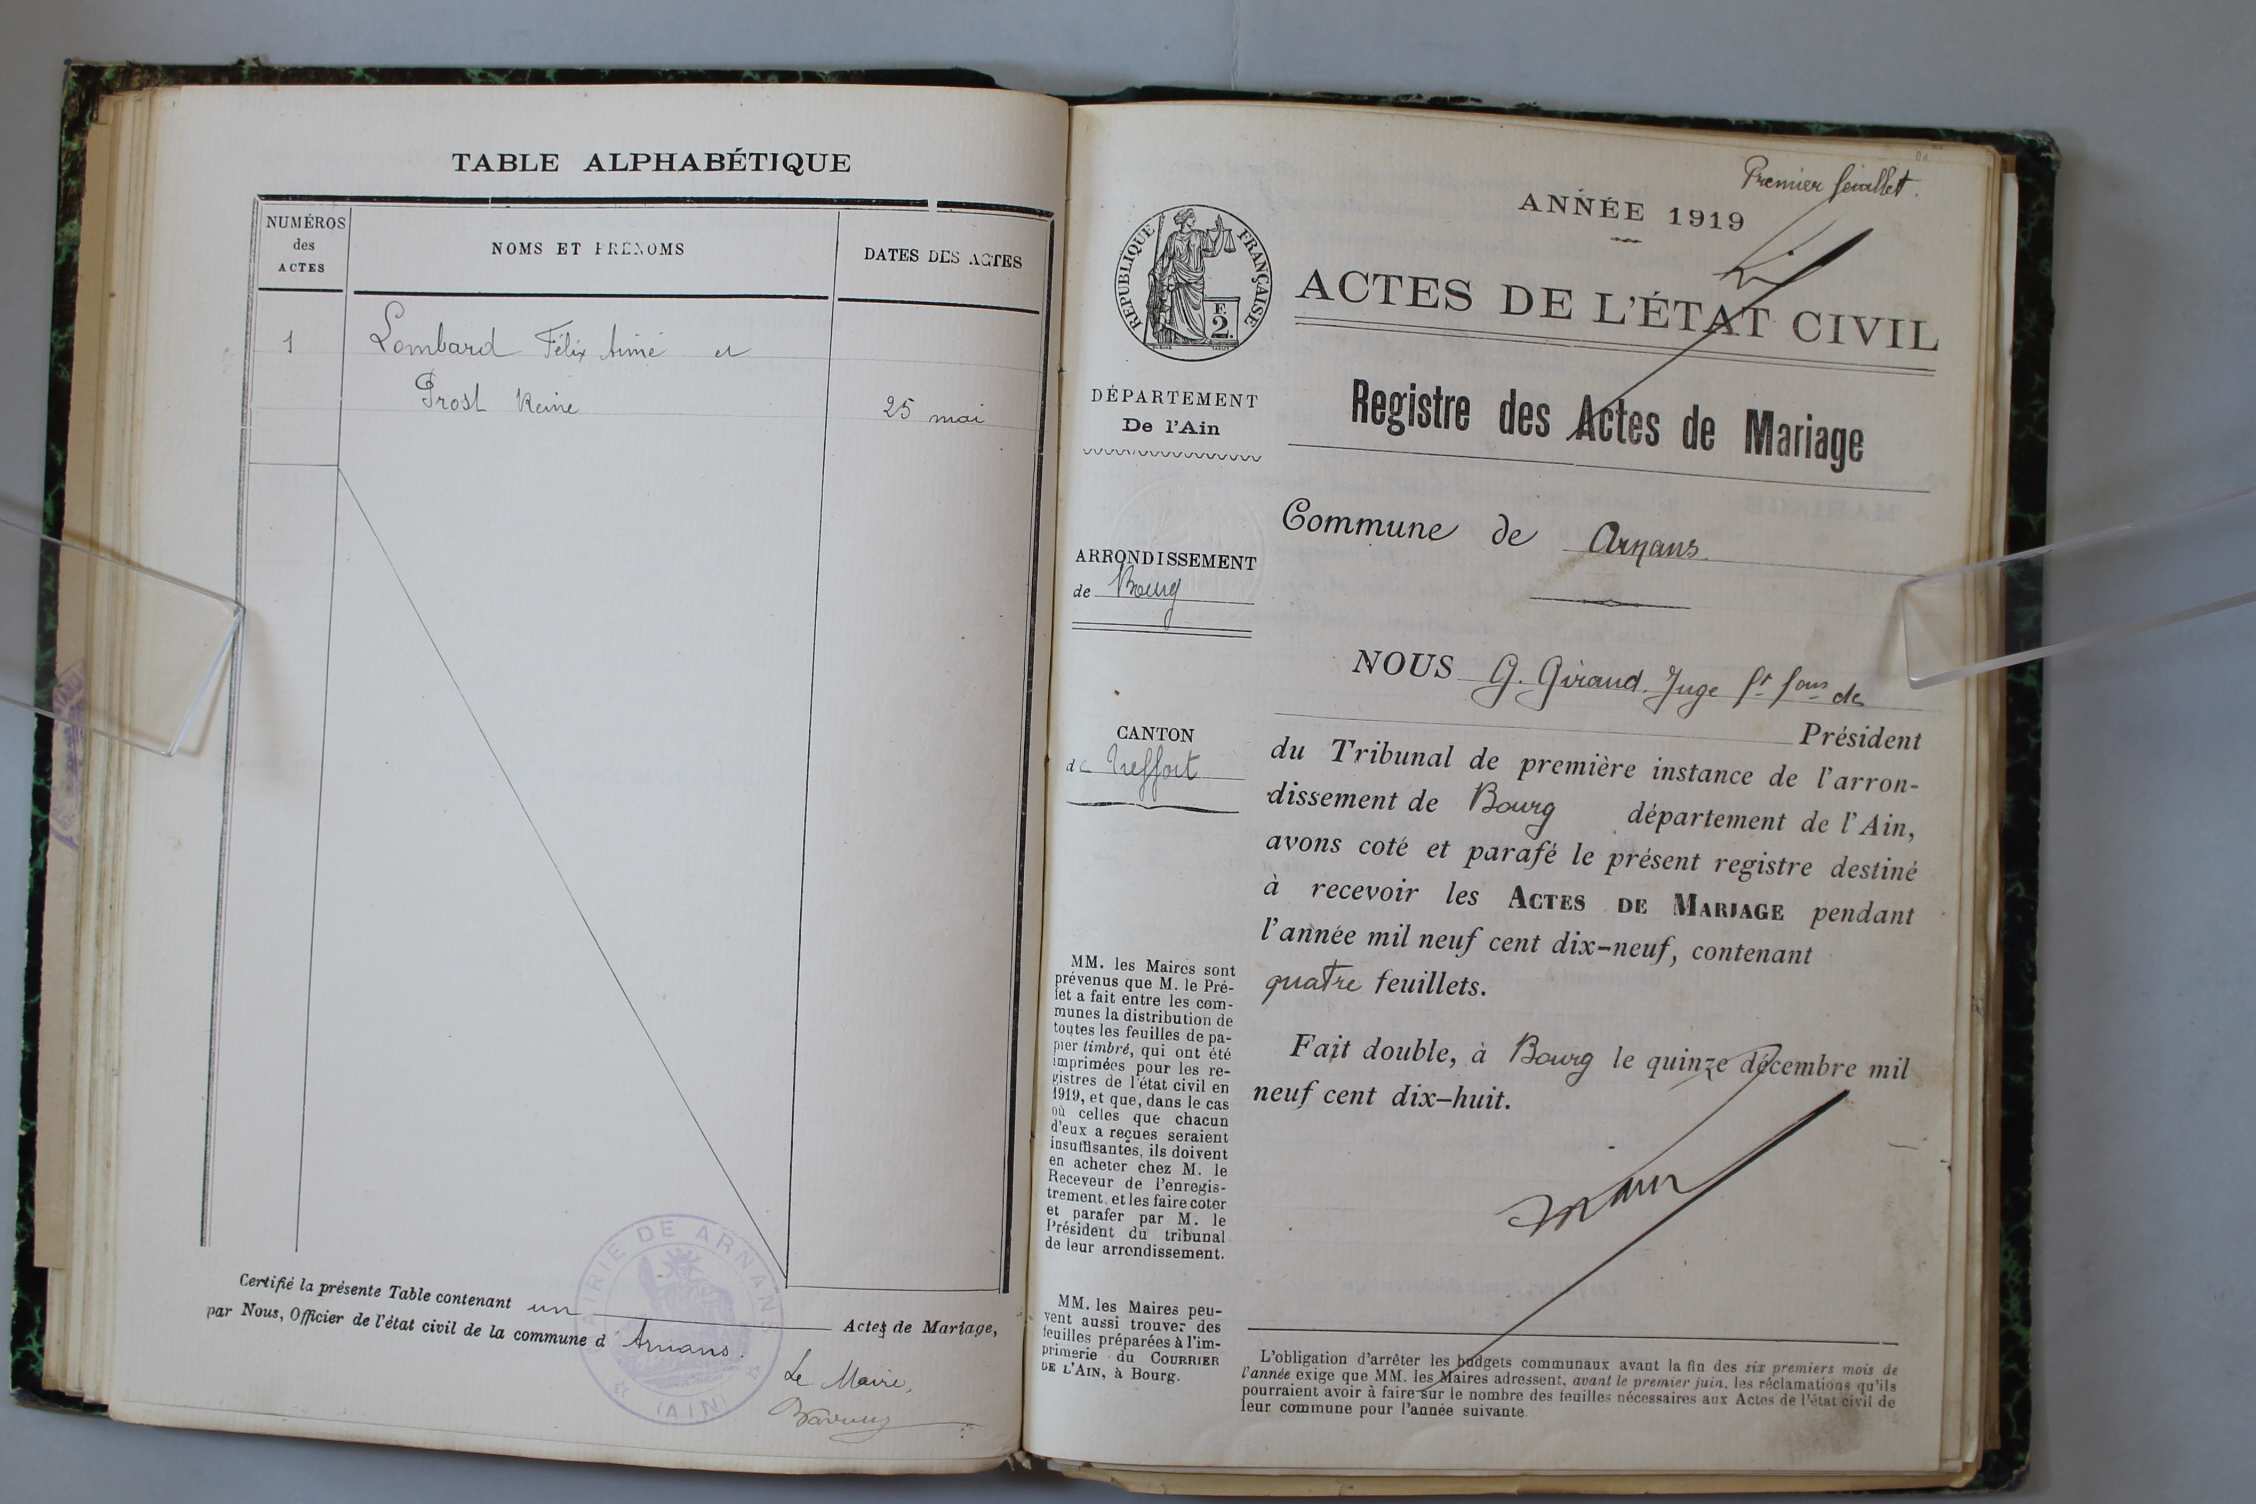 TABLE ALPHABÉTIQUE
NUMÉROS
des
ACTES
NOMS ET PRÉNOMS
DATES DES ACTES
1
Lombard Félix Aimé et
Prost Reine
25 mai
Certifié la présente Table contenant un Actes de Mariage,
par Nous, Officier de l'état civil de la commune d'Arnans.
MAIRIE DE ARNANS
(AIN)
Le Maire,
Premier feuillet.
ANNÉE 1919
RÉPUBLIQUE FRANÇAISE
F.
2.
ACTES DE L'ÉTAT CIVIL
Registre des Actes de Mariage
DÉPARTEMENT
De l'Ain
ARRONDISSEMENT
de Bourg
CANTON
de Treffort
MM. les Maires sont
prévenus que M. le Pré-
fet a fait entre les com-
munes la distribution de
toutes les feuilles de pa-
pier timbré, qui ont été
imprimées pour les re-
gistres de l'état civil en
1919, et que, dans le cas
où celles que chacun
d'eux a reçues seraient
insuffisantes, ils doivent
en acheter chez M. le
Receveur de l'enregis-
trement, et les faire coter
et parafer par M. le
Président du tribunal
de leur arrondissement.
MM. les Maires peu-
vent aussi trouver des
feuilles préparées à l'im-
primerie du COURRIER
DE L'AIN, à Bourg.
Commune de Arnans
NOUS G. Giraud Juge de
Président
du Tribunal de première instance de l'arron-
dissement de Bourg département de l'Ain,
avons coté et parafé le présent registre destiné
à recevoir les ACTES DE MARIAGE pendant
l'année mil neuf cent dix-neuf, contenant
quatre feuillets.
Fait double, à Bourg le quinze décembre mil
neuf cent dix-huit.
L'obligation d'arrêter les budgets communaux avant la fin des six premiers mois de
l'année exige que MM. les Maires adressent, avant le premier juin, les réclamations qu'ils
pourraient avoir à faire sur le nombre des feuilles nécessaires aux Actes de l'état civil de
leur commune pour l'année suivante